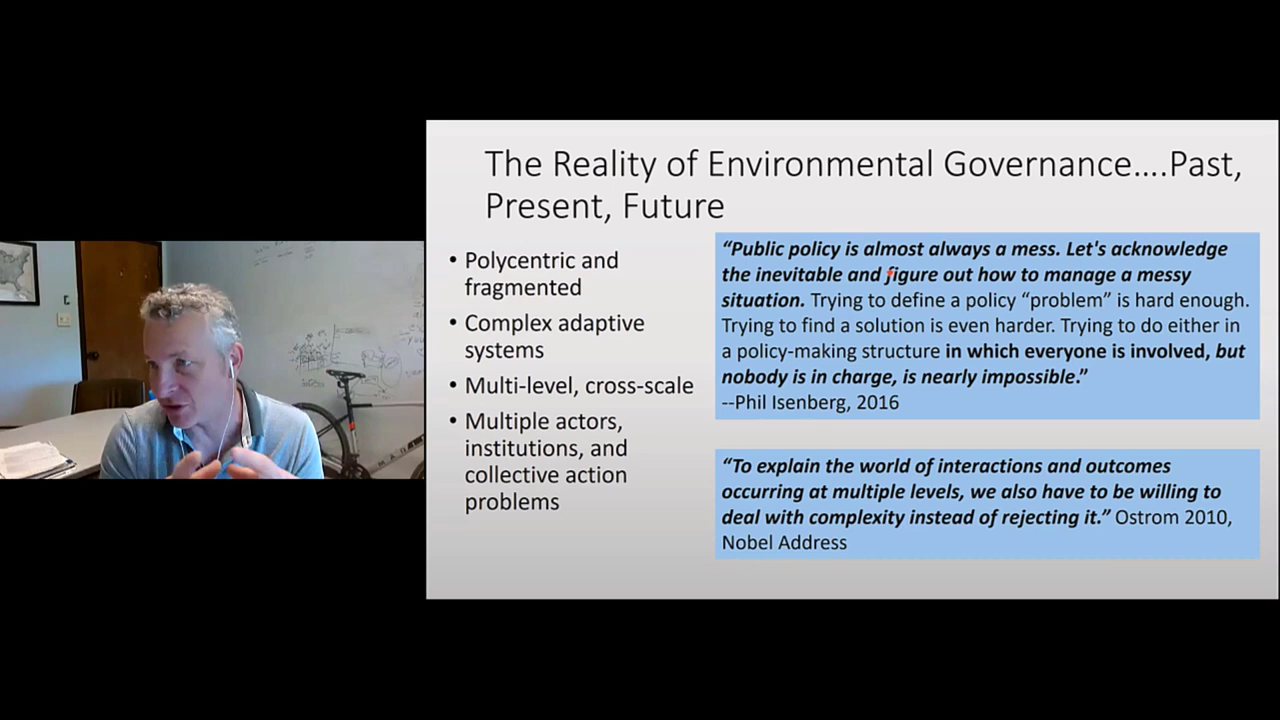 The Reality of Environmental Governance....Past,
Present, Future
• Polycentric and
fragmented
• Complex adaptive
systems
• Multi-level, cross-scale
• Multiple actors,
institutions, and
collective action
problems
“Public policy is almost always a mess. Let's acknowledge
the inevitable and figure out how to manage a messy
situation. Trying to define a policy “problem” is hard enough.
Trying to find a solution is even harder. Trying to do either in
a policy-making structure in which everyone is involved, but
nobody is in charge, is nearly impossible.”
--Phil Isenberg, 2016
“To explain the world of interactions and outcomes
occurring at multiple levels, we also have to be willing to
deal with complexity instead of rejecting it.” Ostrom 2010,
Nobel Address